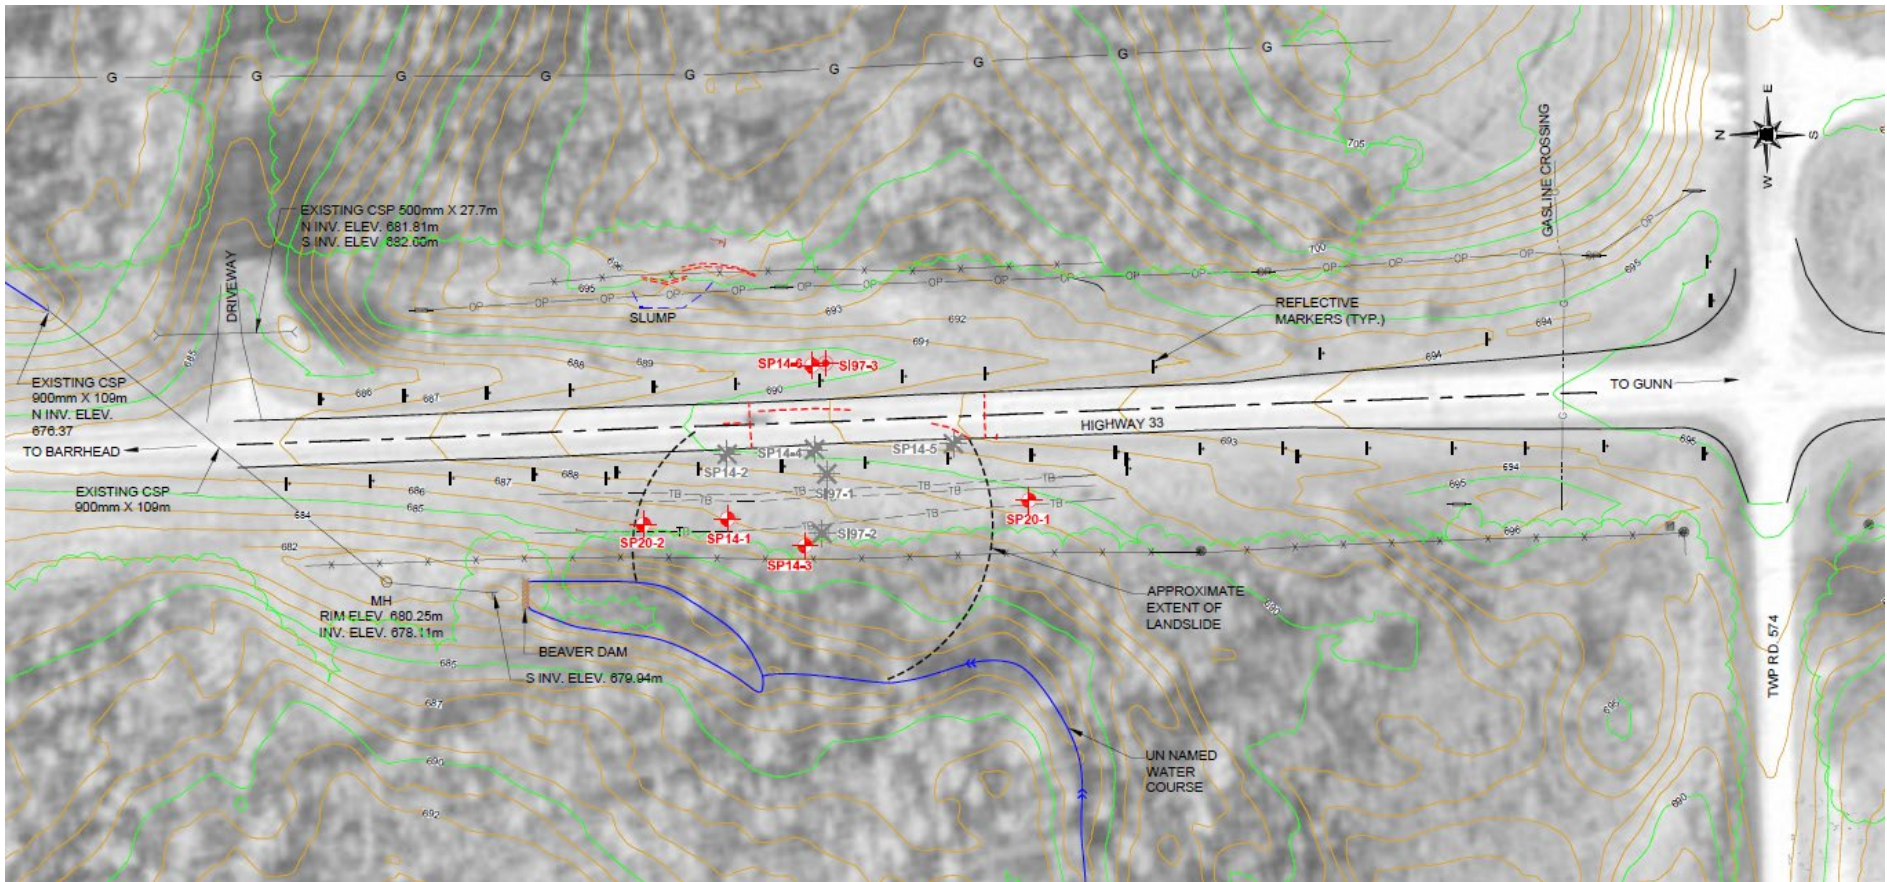 G G G G G G G G G
705
E
N S
W
GASLINE CROSSING
EXISTING CSP 500mm X 27.7m
N INV. ELEV. 681.81m
S INV. ELEV 682.60m
DRIVEWAY
OP
700
695
OP OP OP OP OP OP OP OP OP OP OP OP
695
SLUMP
693
692
691
694
REFLECTIVE
MARKERS (TYP.)
G
685
688
689
SP14-6
SI97-3
694
686
687
690
EXISTING CSP
900mm X 109m
N INV. ELEV.
676.37
TO GUNN
G
HIGHWAY 33
TO BARRHEAD
SP14-2
SP14-4
SP14-5
693
695
694
695
EXISTING CSP
900mm X 109m
686
687
688
685
684
TB TB TB TB TB TB TB TB
SI97-1
SP20-2
SP14-1
SI97-2
SP14-3
SP20-1
696
682
MH
RIM ELEV. 680.25m
INV. ELEV. 678.11m
APPROXIMATE
EXTENT OF
LANDSLIDE
690
BEAVER DAM
S INV. ELEV. 679.94m
685
687
690
692
UN NAMED
WATER
COURSE
696
690
TWP RD. 574